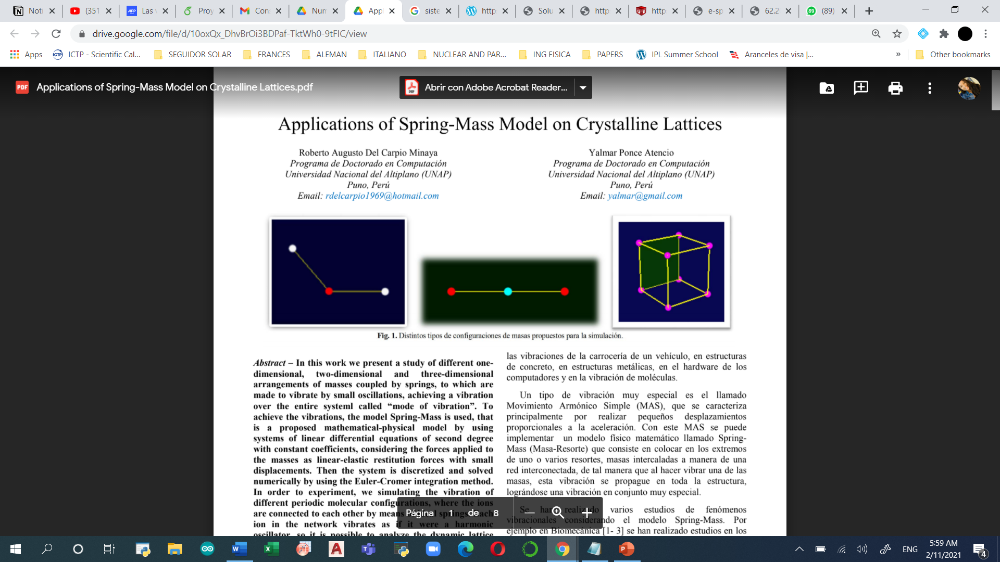 Noti
(351
Las
Proy
Con
Num
App
siste
http
Solu
http
http
e-sp
62.2
(89)
drive.google.com/file/d/10oxQx_DhvBrOi3BDPaf-TktWh0-9tFIC/view
Apps
ICTP - Scientific Cal...
SEGUIDOR SOLAR
FRANCES
ALEMAN
ITALIANO
NUCLEAR AND PAR...
ING FISICA
PAPERS
IPL Summer School
Aranceles de visa |...
»
Other bookmarks
PDF
Applications of Spring-Mass Model on Crystalline Lattices.pdf
Abrir con Adobe Acrobat Reader...
Applications of Spring-Mass Model on Crystalline Lattices
Roberto Augusto Del Carpio Minaya
Programa de Doctorado en Computación
Universidad Nacional del Altiplano (UNAP)
Puno, Perú
Email: rdelcarpio1969@hotmail.com
Yalmar Ponce Atencio
Programa de Doctorado en Computación
Universidad Nacional del Altiplano (UNAP)
Puno, Perú
Email: yalmar@gmail.com
Fig. 1. Distintos tipos de configuraciones de masas propuestos para la simulación.
Abstract – In this work we present a study of different one-
dimensional, two-dimensional and three-dimensional
arrangements of masses coupled by springs, to which are
made to vibrate by small oscillations, achieving a vibration
over the entire systeml called “mode of vibration”. To
achieve the vibrations, the model Spring-Mass is used, that
is a proposed mathematical-physical model by using
systems of linear differential equations of second degree
with constant coefficients, considering the forces applied to
the masses as linear-elastic restitution forces with small
displacements. Then the system is discretized and solved
numerically by using the Euler-Cromer integration method.
In order to experiment, we simulating the vibration of
different periodic molecular configurations, where the ions
are connected to each other by means
ion in the network vibrates as if it were a harmonic
oscillator, so it is possible to analyze the dynamic lattice
las vibraciones de la carrocería de un vehículo, en estructuras
de concreto, en estructuras metálicas, en el hardware de los
computadores y en la vibración de moléculas.
Un tipo de vibración muy especial es el llamado
Movimiento Armónico Simple (MAS), que se caracteriza
principalmente por realizar pequeños desplazamientos
proporcionales a la aceleración. Con este MAS se puede
implementar un modelo físico matemático llamado Spring-
Mass (Masa-Resorte) que consiste en colocar en los extremos
de uno o varios resortes, masas intercaladas a manera de una
red interconectada, de tal manera que al hacer vibrar una de las
masas, esta vibración se propague en toda la estructura,
lográndose una vibración en conjunto muy especial.
Se han realizado varios estudios de fenómenos
vibracionales considerando el modelo Spring-Mass. Por
ejemplo en Biomecánica [1- 3] se han realizado estudios en los
Página 1 de 8
ENG
5:59 AM
2/11/2021
4